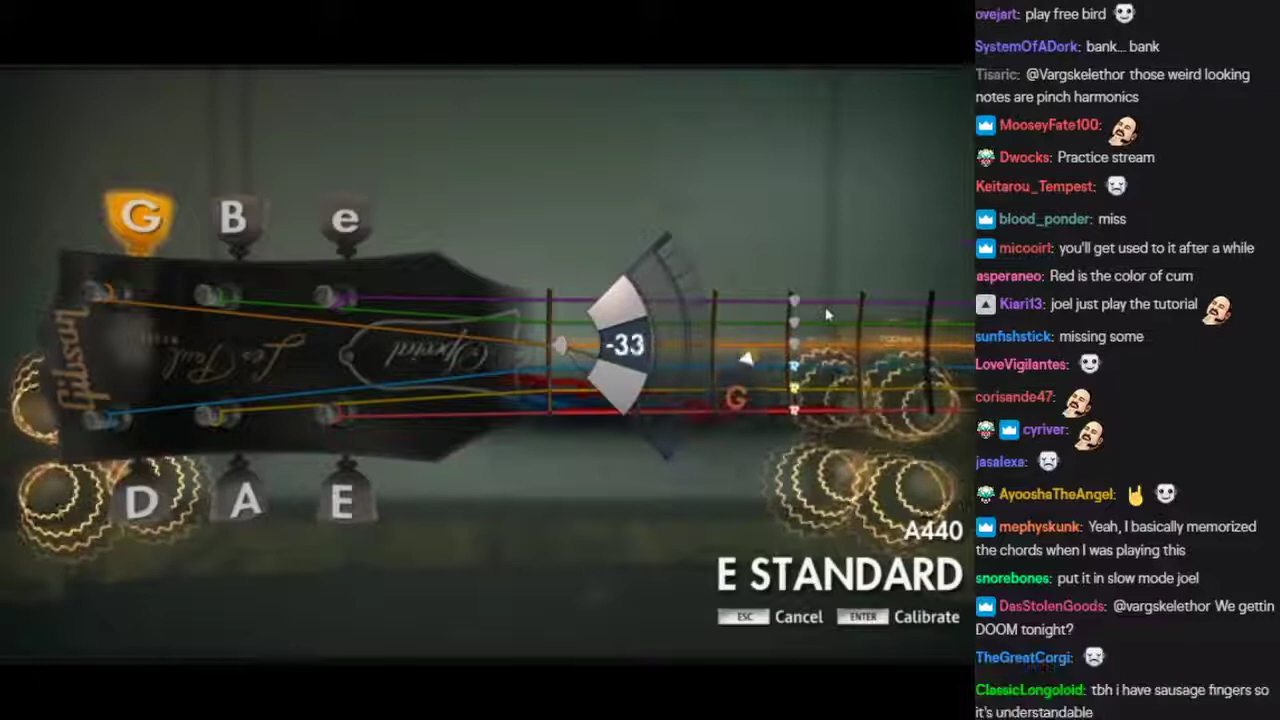 G B e
Gibson
Les Paul
Special
-33
G
D A E
A440
E STANDARD
ESC Cancel ENTER Calibrate
ovejart: play free bird
SystemOfADork: bank... bank
Tisaric: @Vargskelethor those weird looking
notes are pinch harmonics
MooseyFate100:
Dwocks: Practice stream
Keitarou_Tempest:
blood_ponder: miss
micooirl: you'll get used to it after a while
asperaneo: Red is the color of cum
Kiari13: joel just play the tutorial
sunfishstick: missing some
LoveVigilantes:
corisande47:
cyriver:
jasalexa:
AyooshaTheAngel:
mephyskunk: Yeah, I basically memorized
the chords when I was playing this
snorebones: put it in slow mode joel
DasStolenGoods: @vargskelethor We gettin
DOOM tonight?
TheGreatCorgi:
ClassicLongoloid: tbh i have sausage fingers so
it's understandable